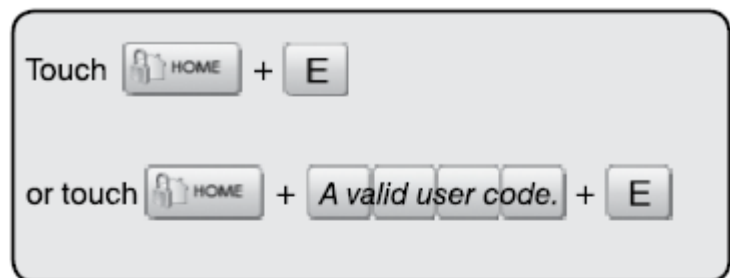 Touch HOME + E
or touch HOME + A valid user code. + E